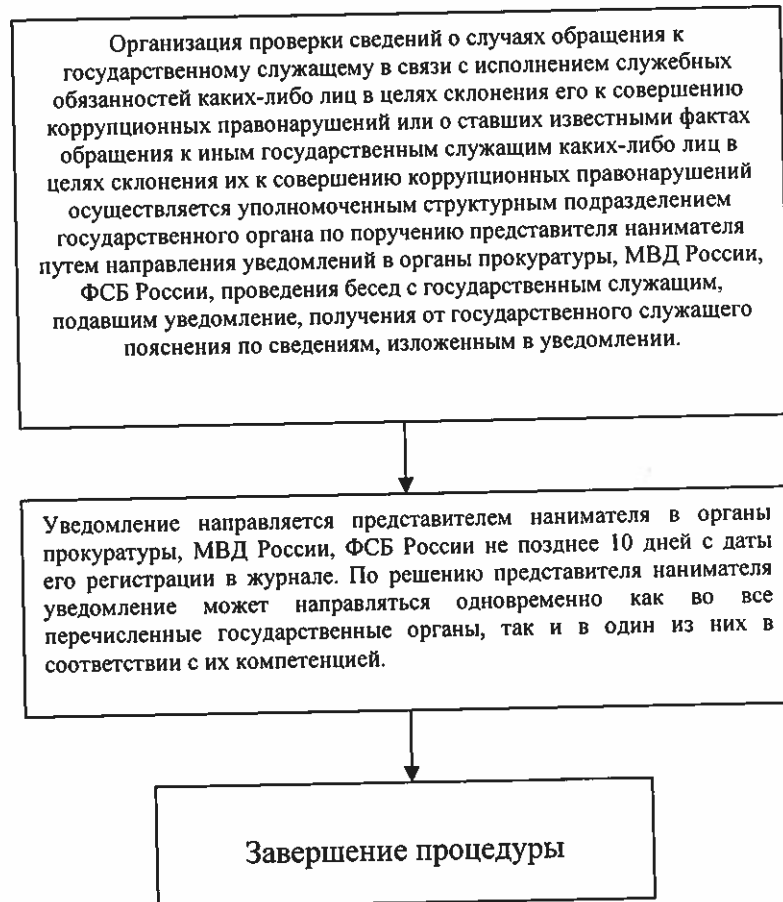 Организация проверки сведений о случаях обращения к
государственному служащему в связи с исполнением служебных
обязанностей каких-либо лиц в целях склонения его к совершению
коррупционных правонарушений или о ставших известными фактах
обращения к иным государственным служащим каких-либо лиц в
целях склонения их к совершению коррупционных правонарушений
осуществляется уполномоченным структурным подразделением
государственного органа по поручению представителя нанимателя
путем направления уведомлений в органы прокуратуры, МВД России,
ФСБ России, проведения бесед с государственным служащим,
подавшим уведомление, получения от государственного служащего
пояснения по сведениям, изложенным в уведомлении.
Уведомление направляется представителем нанимателя в органы
прокуратуры, МВД России, ФСБ России не позднее 10 дней с даты
его регистрации в журнале. По решению представителя нанимателя
уведомление может направляться одновременно как во все
перечисленные государственные органы, так и в один из них в
соответствии с их компетенцией.
Завершение процедуры